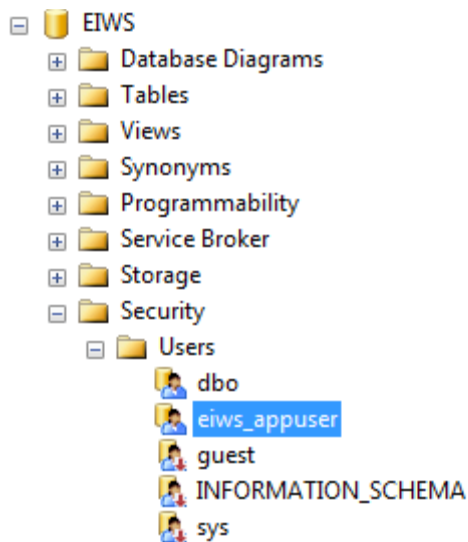 EIWS
Database Diagrams
Tables
Views
Synonyms
Programmability
Service Broker
Storage
Security
Users
dbo
eiws_appuser
guest
INFORMATION_SCHEMA
sys